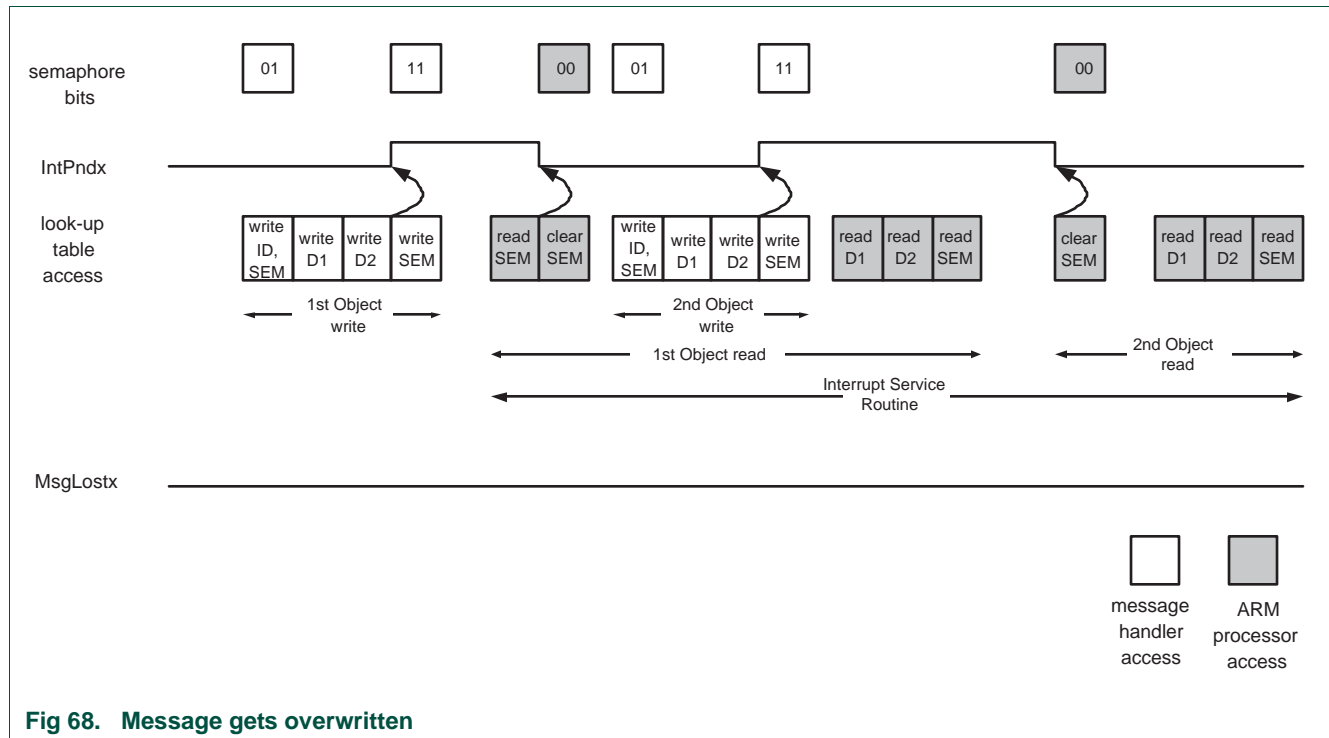 semaphore
bits
01
11
00
01
11
00
IntPndx
look-up
table
access
write
ID,
SEM
write
D1
write
D2
write
SEM
read
SEM
clear
SEM
write
ID,
SEM
write
D1
write
D2
write
SEM
read
D1
read
D2
read
SEM
clear
SEM
read
D1
read
D2
read
SEM
1st Object
write
2nd Object
write
1st Object read
2nd Object
read
Interrupt Service
Routine
MsgLostx
message
handler
access
ARM
processor
access
Fig 68. Message gets overwritten